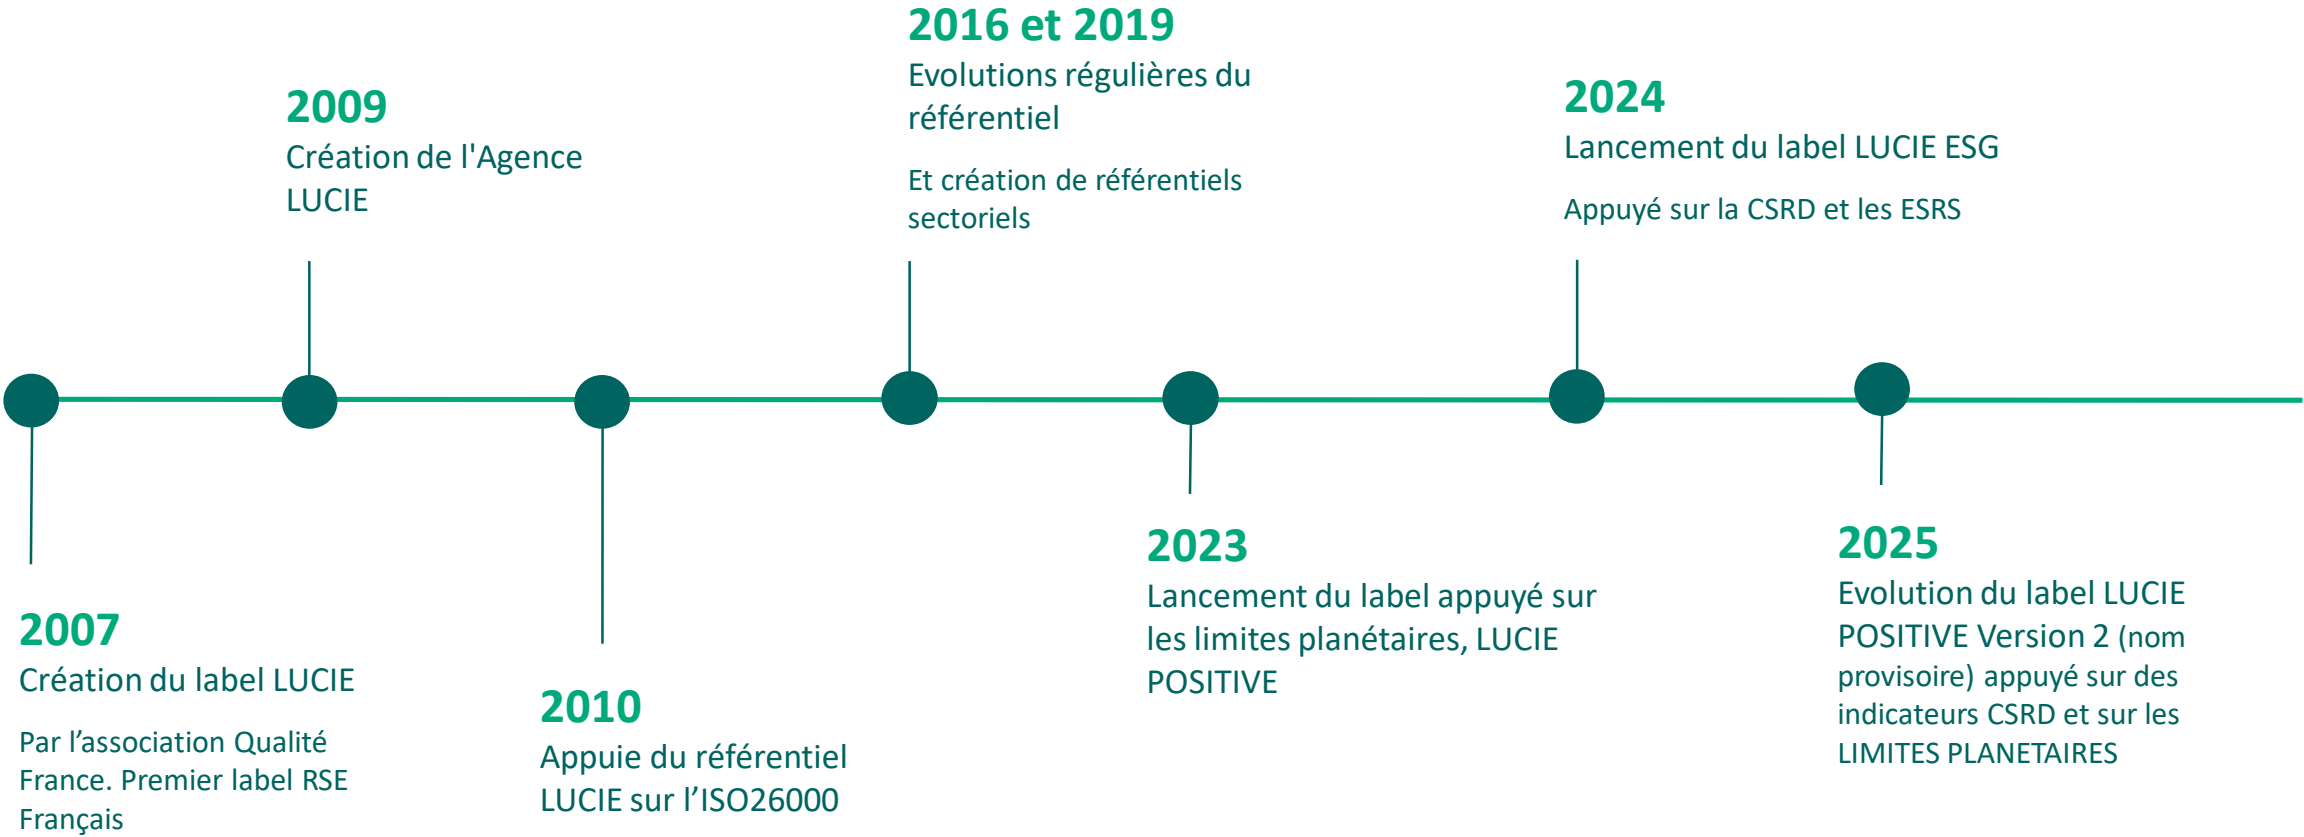 2007
Création du label LUCIE
Par l’association Qualité
France. Premier label RSE
Français
2009
Création de l'Agence
LUCIE
2010
Appuie du référentiel
LUCIE sur l’ISO26000
2016 et 2019
Evolutions régulières du
référentiel
Et création de référentiels
sectoriels
2023
Lancement du label appuyé sur
les limites planétaires, LUCIE
POSITIVE
2024
Lancement du label LUCIE ESG
Appuyé sur la CSRD et les ESRS
2025
Evolution du label LUCIE
POSITIVE Version 2 (nom
provisoire) appuyé sur des
indicateurs CSRD et sur les
LIMITES PLANETAIRES